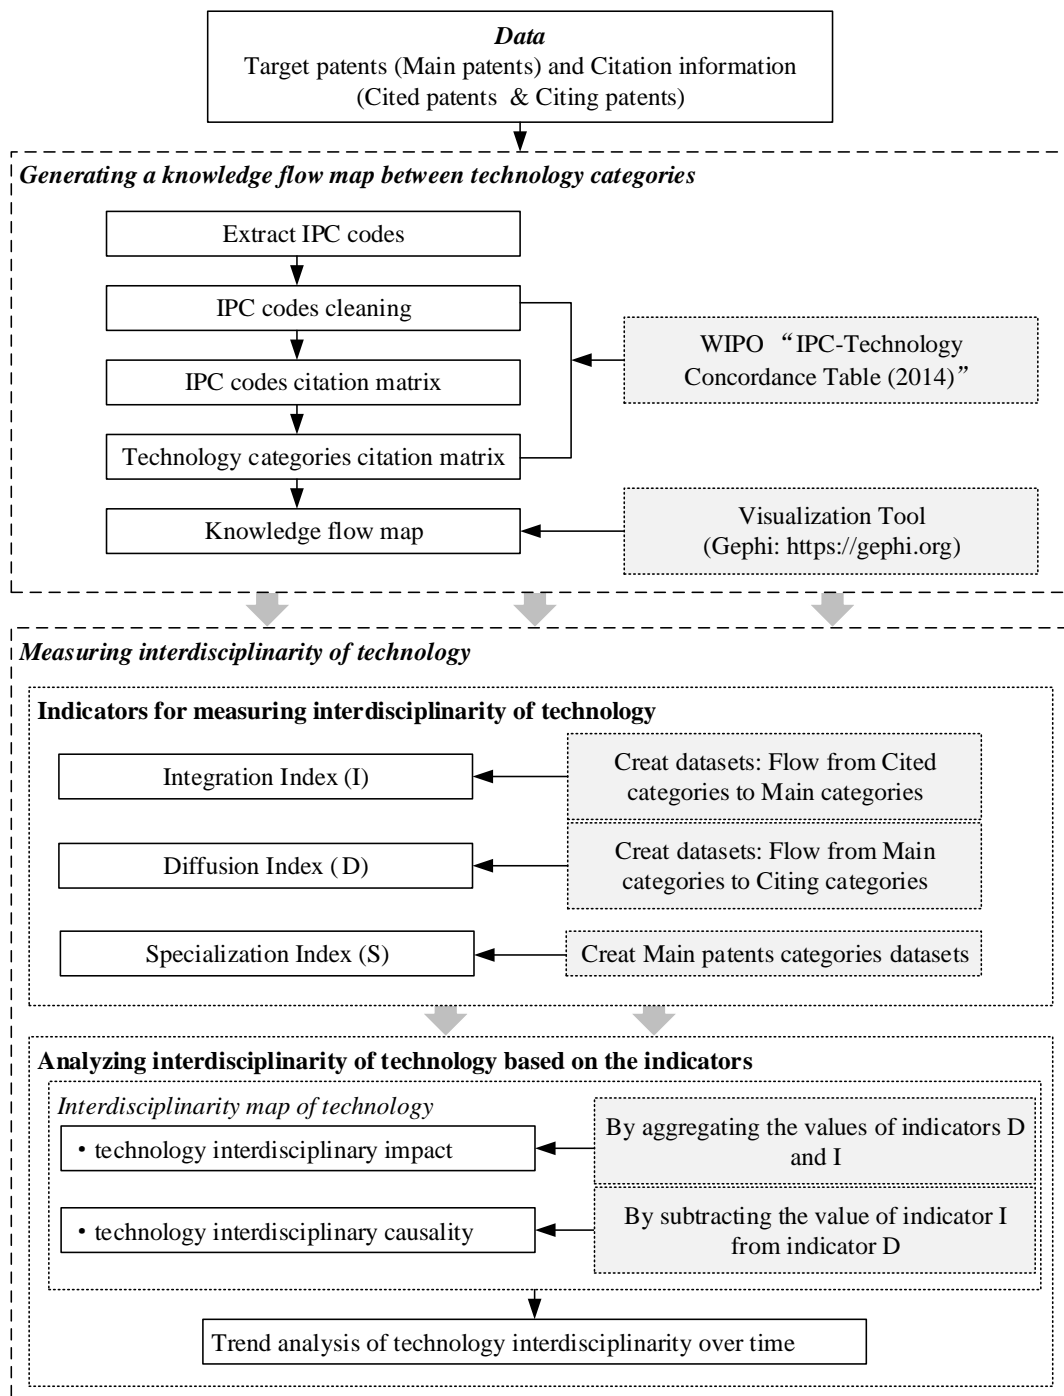 Data
Target patents (Main patents) and Citation information
(Cited patents & Citing patents)
Generating a knowledge flow map between technology categories
Extract IPC codes
IPC codes cleaning
IPC codes citation matrix
Technology categories citation matrix
Knowledge flow map
WIPO “IPC-Technology
Concordance Table (2014)”
Visualization Tool
(Gephi: https://gephi.org)
Measuring interdisciplinarity of technology
Indicators for measuring interdisciplinarity of technology
Integration Index (I)
Creat datasets: Flow from Cited
categories to Main categories
Diffusion Index (D)
Creat datasets: Flow from Main
categories to Citing categories
Specialization Index (S)
Creat Main patents categories datasets
Analyzing interdisciplinarity of technology based on the indicators
Interdisciplinarity map of technology
• technology interdisciplinary impact
By aggregating the values of indicators D
and I
• technology interdisciplinary causality
By subtracting the value of indicator I
from indicator D
Trend analysis of technology interdisciplinarity over time